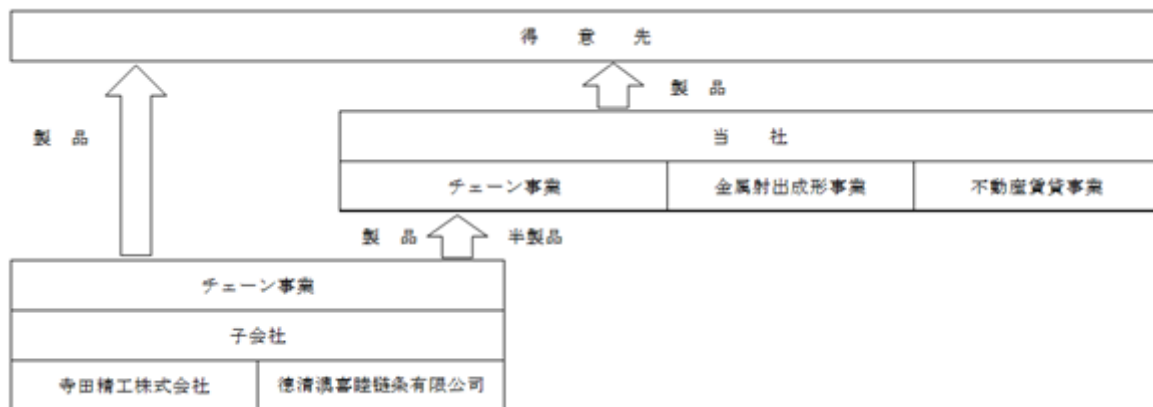 得 意 先
製 品
製 品
当 社
チェーン事業
金属射出成形事業
不動産賃貸事業
製 品
半製品
チェーン事業
子会社
寺田精工株式会社
徳清澳喜睦链条有限公司